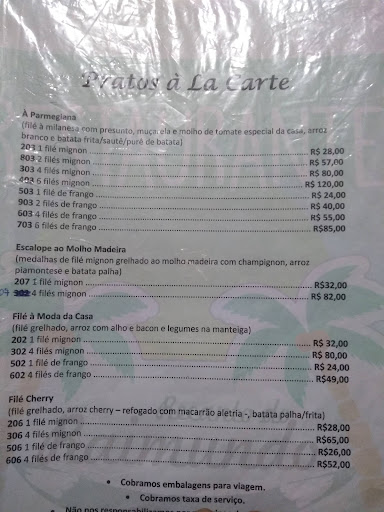 Pratos à La Carte
À Parmegiana
(filé à milanesa com presunto, muçarela e molho de tomate especial da casa, arroz
branco e batata frita/sauté/purê de batata)
203 1 filé mignon R$ 28,00
803 2 filés mignon R$ 57,00
303 4 filés mignon R$ 80,00
403 6 filés mignon R$ 120,00
503 1 filé de frango R$ 24,00
903 2 filés de frango R$ 40,00
603 4 filés de frango R$ 55,00
703 6 filés de frango R$85,00
Escalope ao Molho Madeira
(medalhas de filé mignon grelhado ao molho madeira com champignon, arroz
piamontese e batata palha)
207 1 filé mignon R$32,00
4 filés mignon R$ 82,00
Filé à Moda da Casa
(filé grelhado, arroz com alho e bacon e legumes na manteiga)
202 1 filé mignon R$ 32,00
302 4 filés mignon R$ 80,00
502 1 filé de frango R$ 24,00
602 4 filés de frango R$49,00
Filé Cherry
(filé grelhado, arroz cherry – refogado com macarrão aletria -, batata palha/frita)
206 1 filé mignon R$28,00
306 4 filés mignon R$65,00
506 1 filé de frango R$26,00
606 4 filés de frango R$52,00
• Cobramos embalagens para viagem.
• Cobramos taxa de serviço.
Não nos responsabilizamos